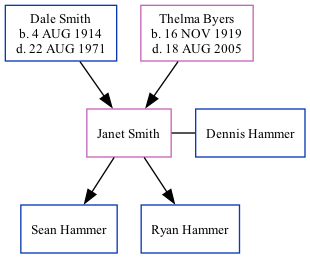 Dale Smith
b. 4 AUG 1914
d. 22 AUG 1971
Thelma Byers
b. 16 NOV 1919
d. 18 AUG 2005
Janet Smith
Dennis Hammer
Sean Hammer
Ryan Hammer